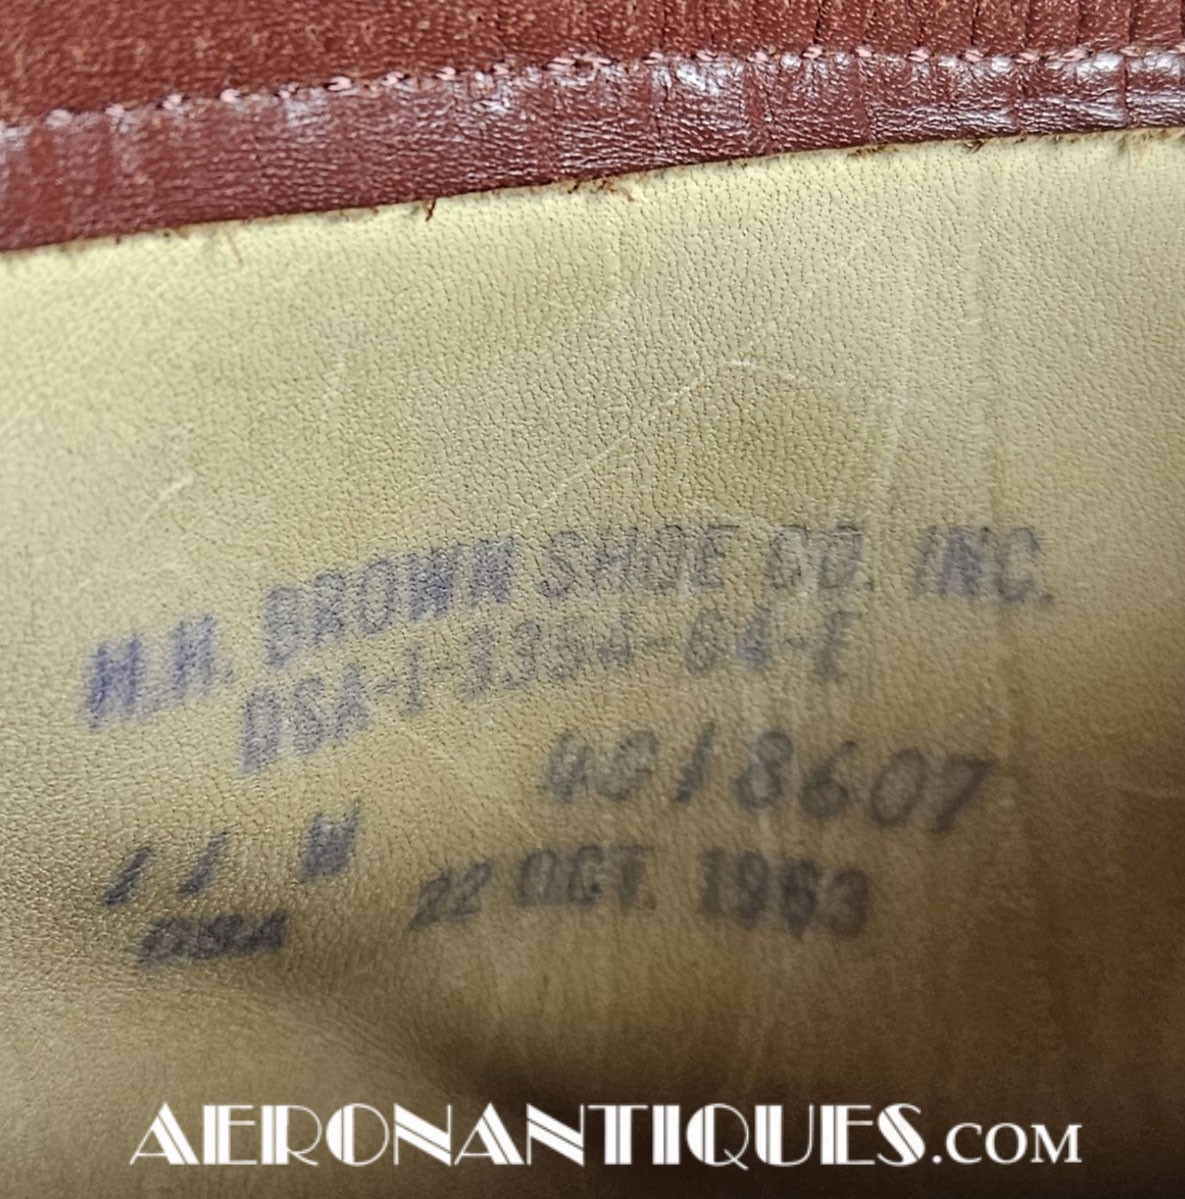 H.H. BROWN SHOE CO. INC.
DSA-1-3354-64-E
4018607
11 W 22 OCT. 1963
DSA
AERONANTIQUES.COM